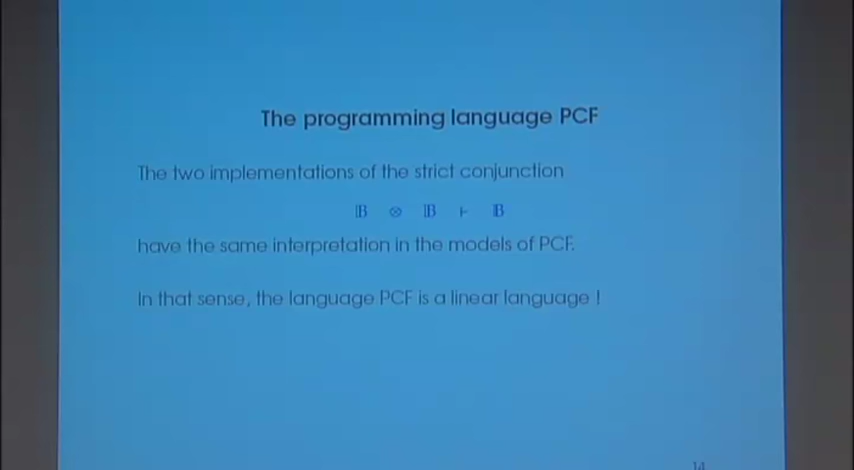 The programming language PCF
The two implementations of the strict conjunction
𝔹 ⊗ 𝔹 ⊢ 𝔹
have the same interpretation in the models of PCF.
In that sense, the language PCF is a linear language !
14